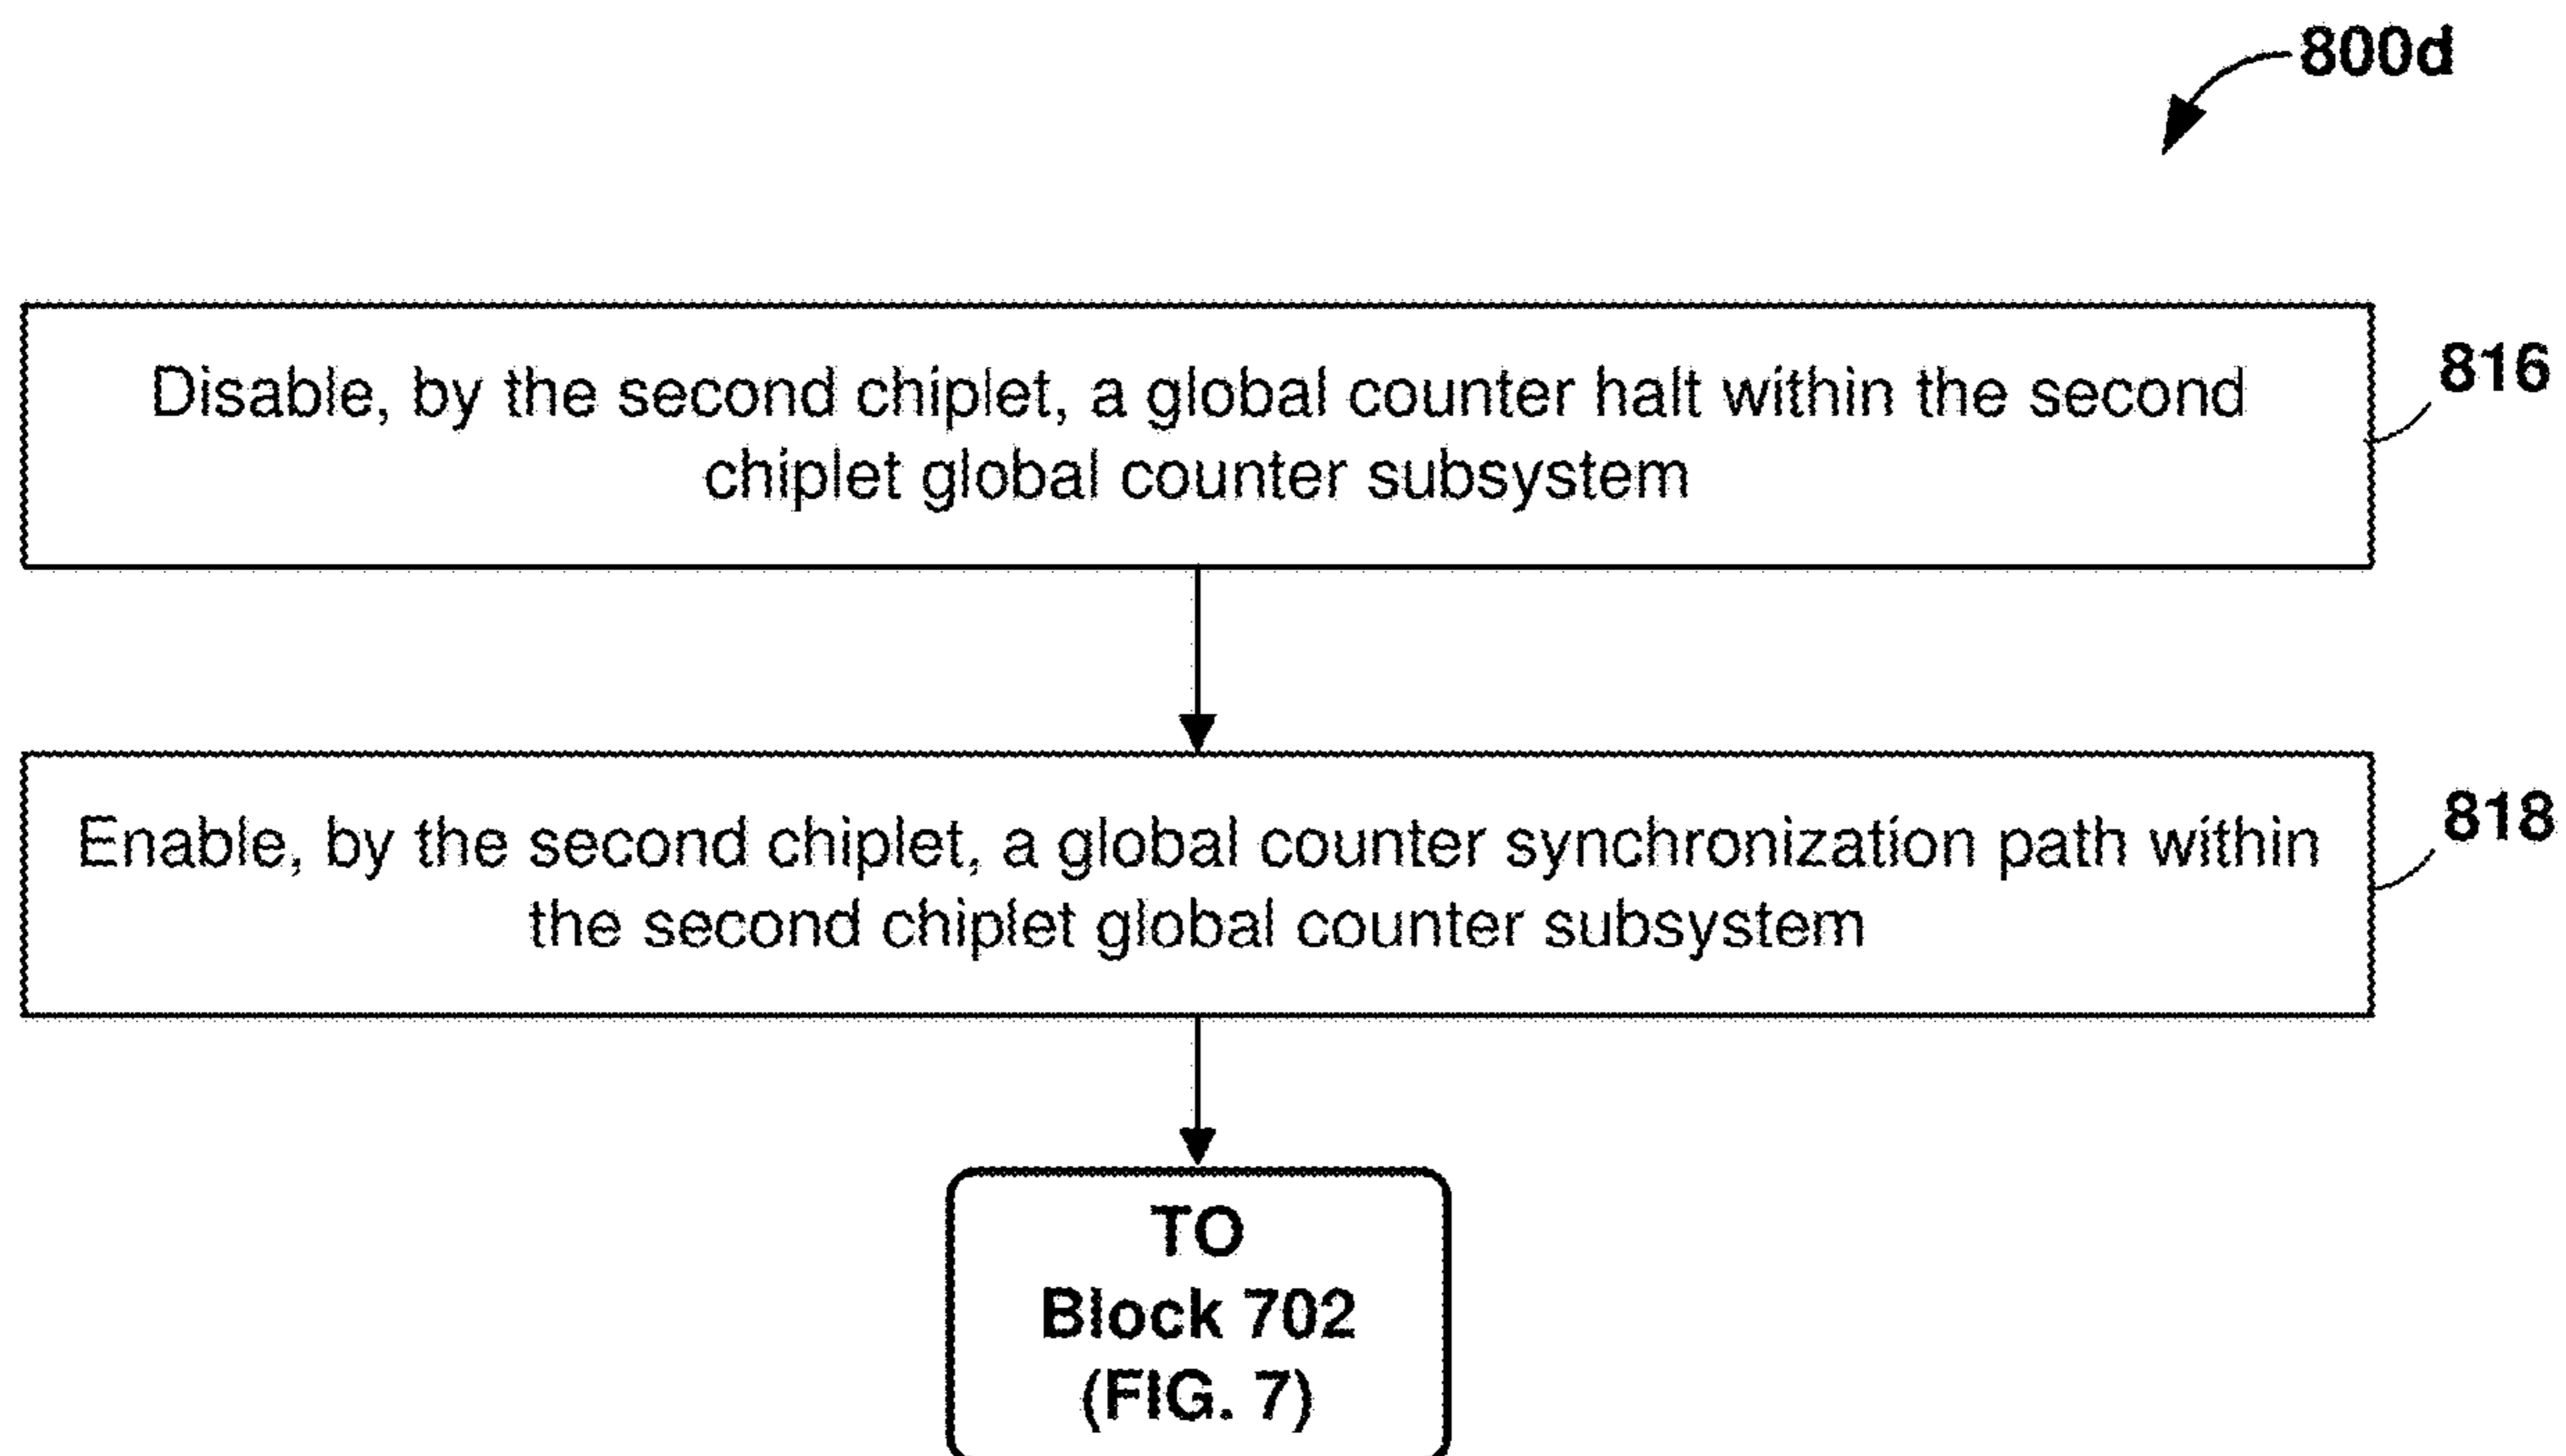 800d
Disable, by the second chiplet, a global counter halt within the second
chiplet global counter subsystem
816
Enable, by the second chiplet, a global counter synchronization path within
the second chiplet global counter subsystem
818
TO
Block 702
(FIG. 7)